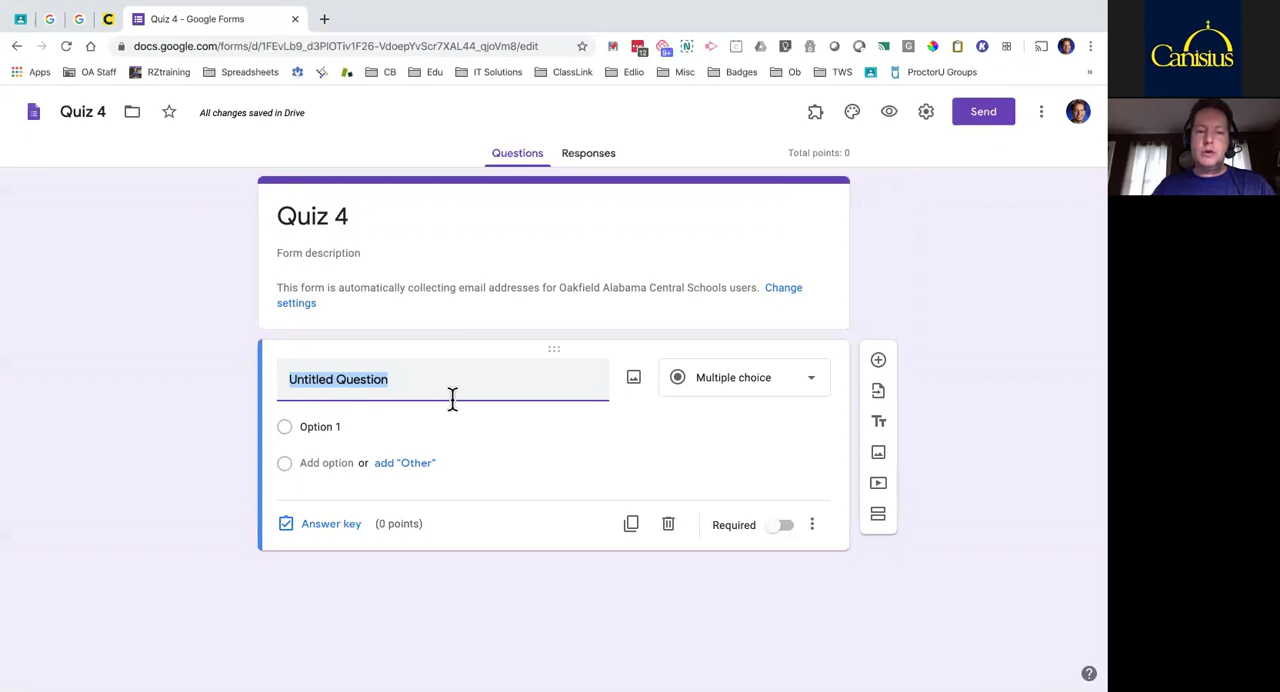 Quiz 4 - Google Forms
docs.google.com/forms/d/1FEvLb9_d3PlOTiv1F26-VdoepYvScr7XAL44_qjoVm8/edit
12
9+
Apps OA Staff RZtraining Spreadsheets CB Edu IT Solutions ClassLink Edlio Misc Badges Ob TWS ProctorU Groups »
Canisius
Quiz 4 All changes saved in Drive Send
Questions Responses Total points: 0
Quiz 4
Form description
This form is automatically collecting email addresses for Oakfield Alabama Central Schools users. Change
settings
Untitled Question Multiple choice
Option 1
Add option or add "Other"
Tt
Answer key (0 points) Required
?